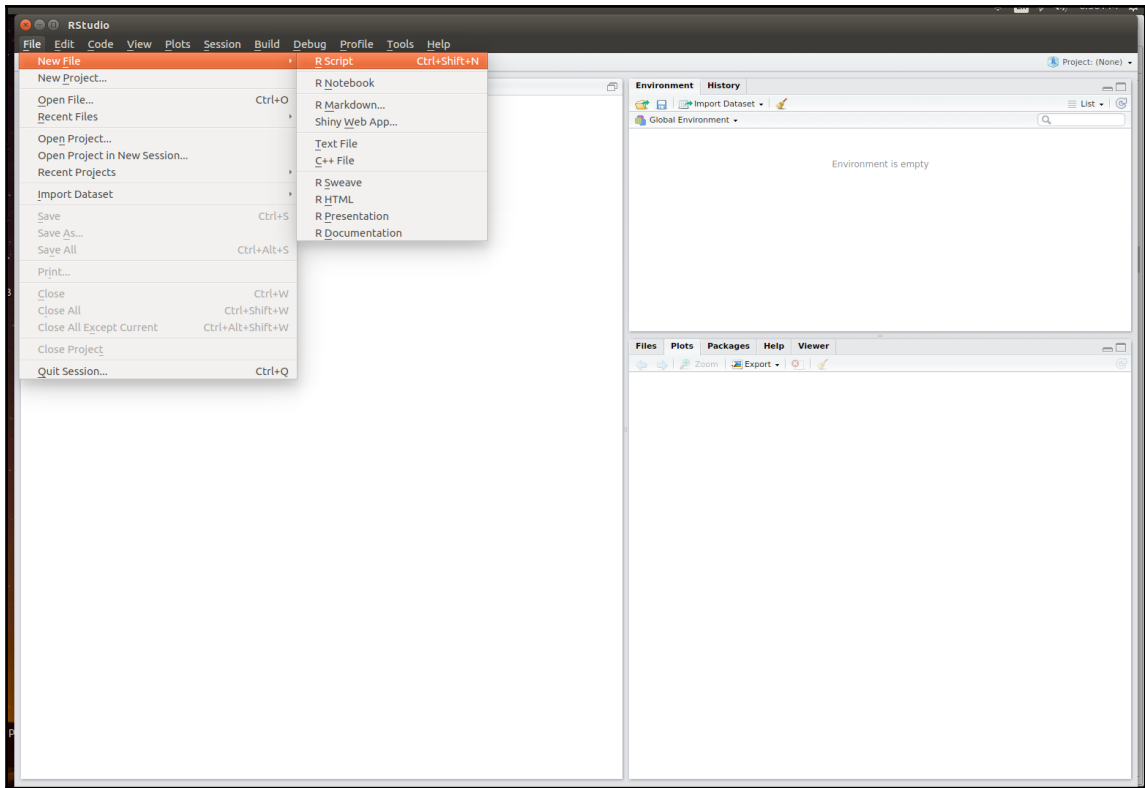 RStudio
File Edit Code View Plots Session Build Debug Profile Tools Help
New File
New Project...
Open File... Ctrl+O
Recent Files
Open Project...
Open Project in New Session...
Recent Projects
Import Dataset
Save Ctrl+S
Save As...
Save All Ctrl+Alt+S
Print...
Close Ctrl+W
Close All Ctrl+Shift+W
Close All Except Current Ctrl+Alt+Shift+W
Close Project
Quit Session... Ctrl+Q
R Script Ctrl+Shift+N
R Notebook
R Markdown...
Shiny Web App...
Text File
C++ File
R Sweave
R HTML
R Presentation
R Documentation
Project: (None)
Environment History
Import Dataset List
Global Environment
Environment is empty
Files Plots Packages Help Viewer
Zoom Export